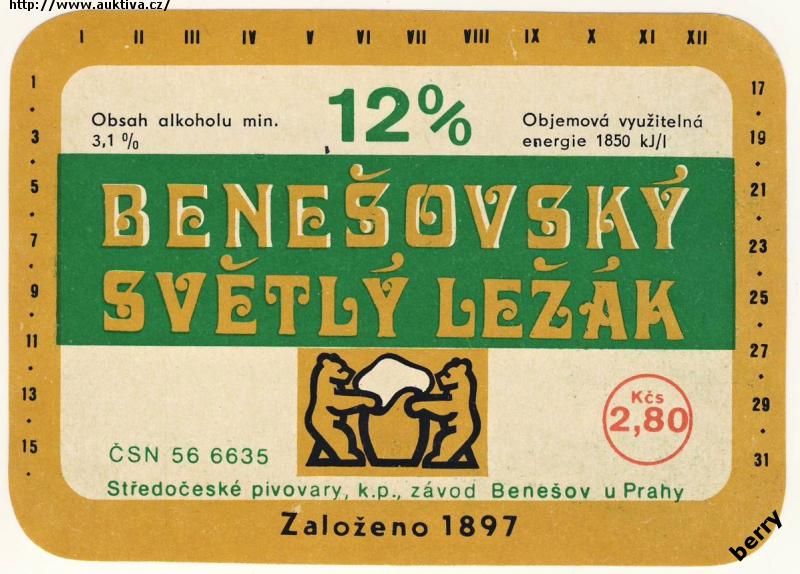 http://www.auktiva.cz/
I II III IV V VI VII VIII IX X XI XII
1
3
5
7
9
11
13
15
17
19
21
23
25
27
29
31
Obsah alkoholu min.
3,1 %
12%
Objemová využitelná
energie 1850 kJ/l
BENEŠOVSKÝ
SVĚTLÝ LEŽÁK
Kčs
2,80
ČSN 56 6635
Středočeské pivovary, k.p., závod Benešov u Prahy
Založeno 1897
berry